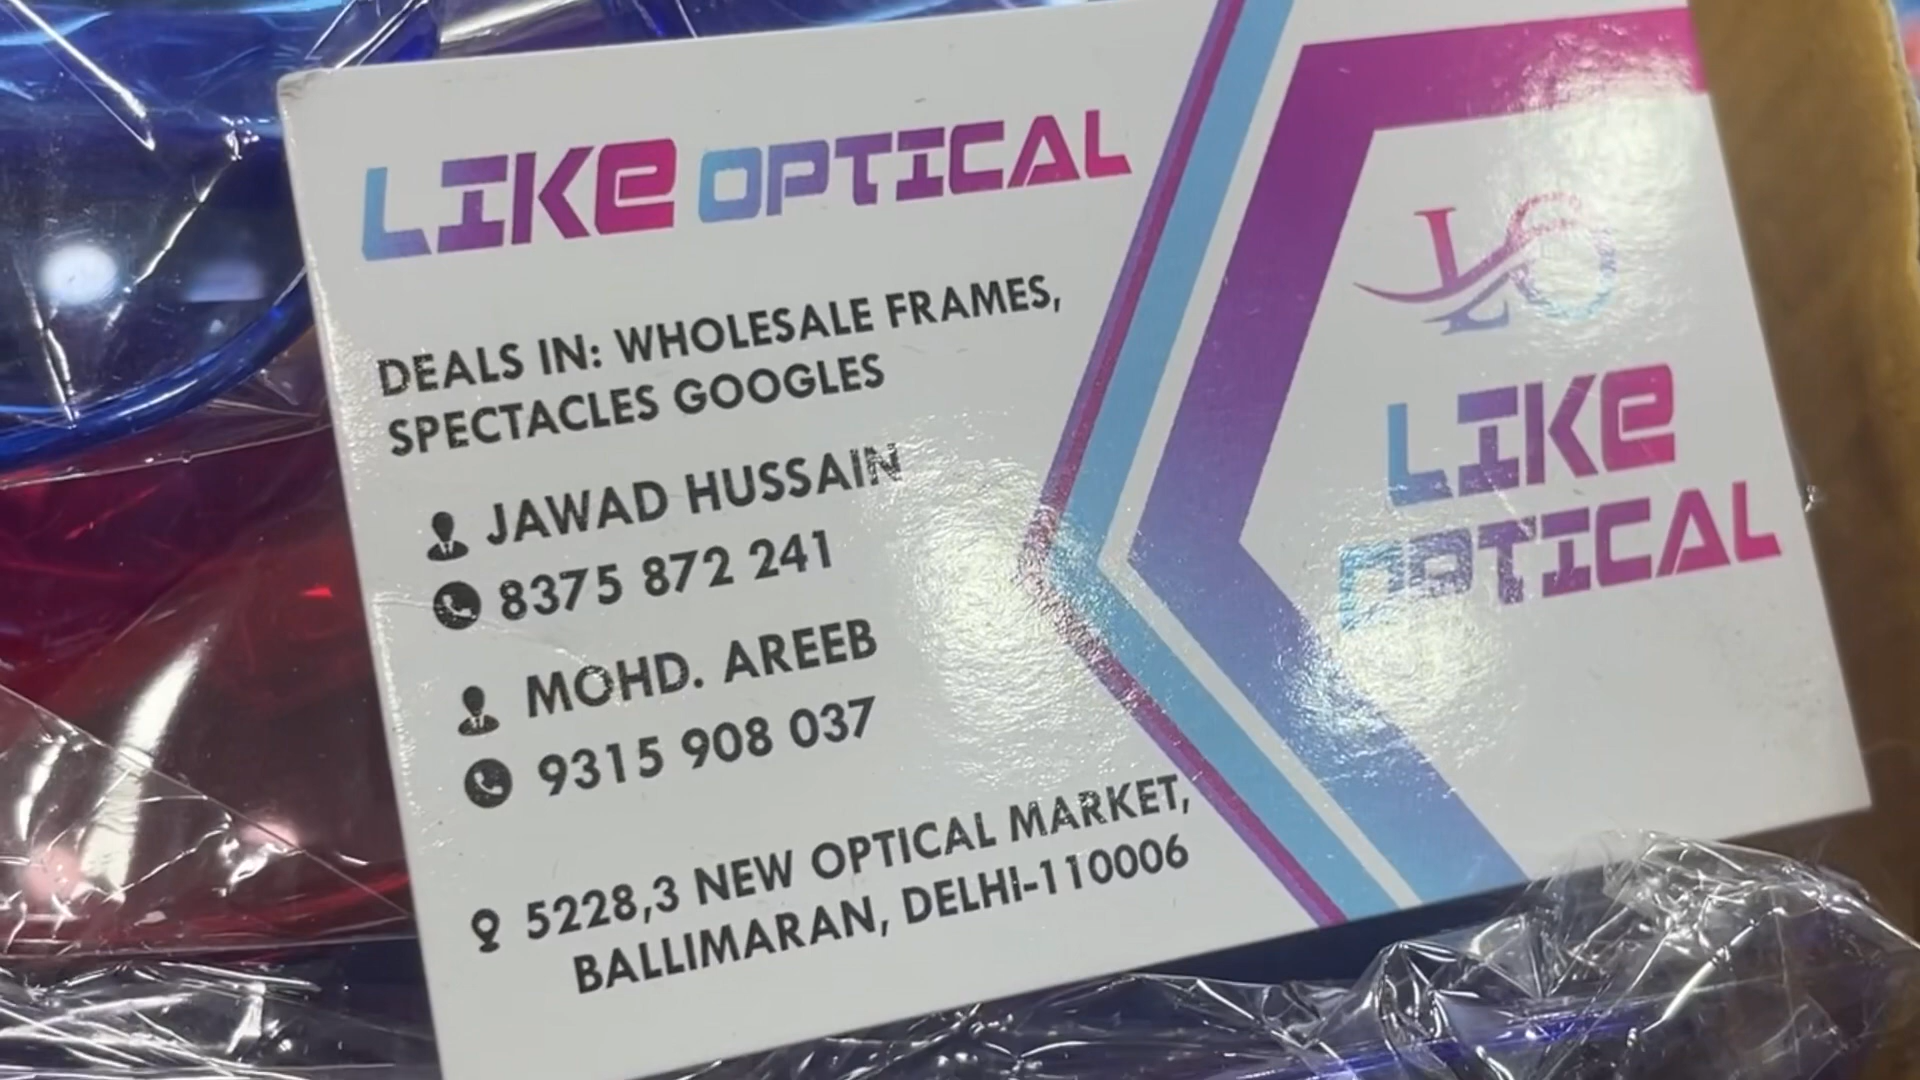 LIKE OPTICAL
DEALS IN: WHOLESALE FRAMES,
SPECTACLES GOOGLES
JAWAD HUSSAIN
8375 872 241
MOHD. AREEB
9315 908 037
5228,3 NEW OPTICAL MARKET,
BALLIMARAN, DELHI-110006
LO
LIKE
OPTICAL